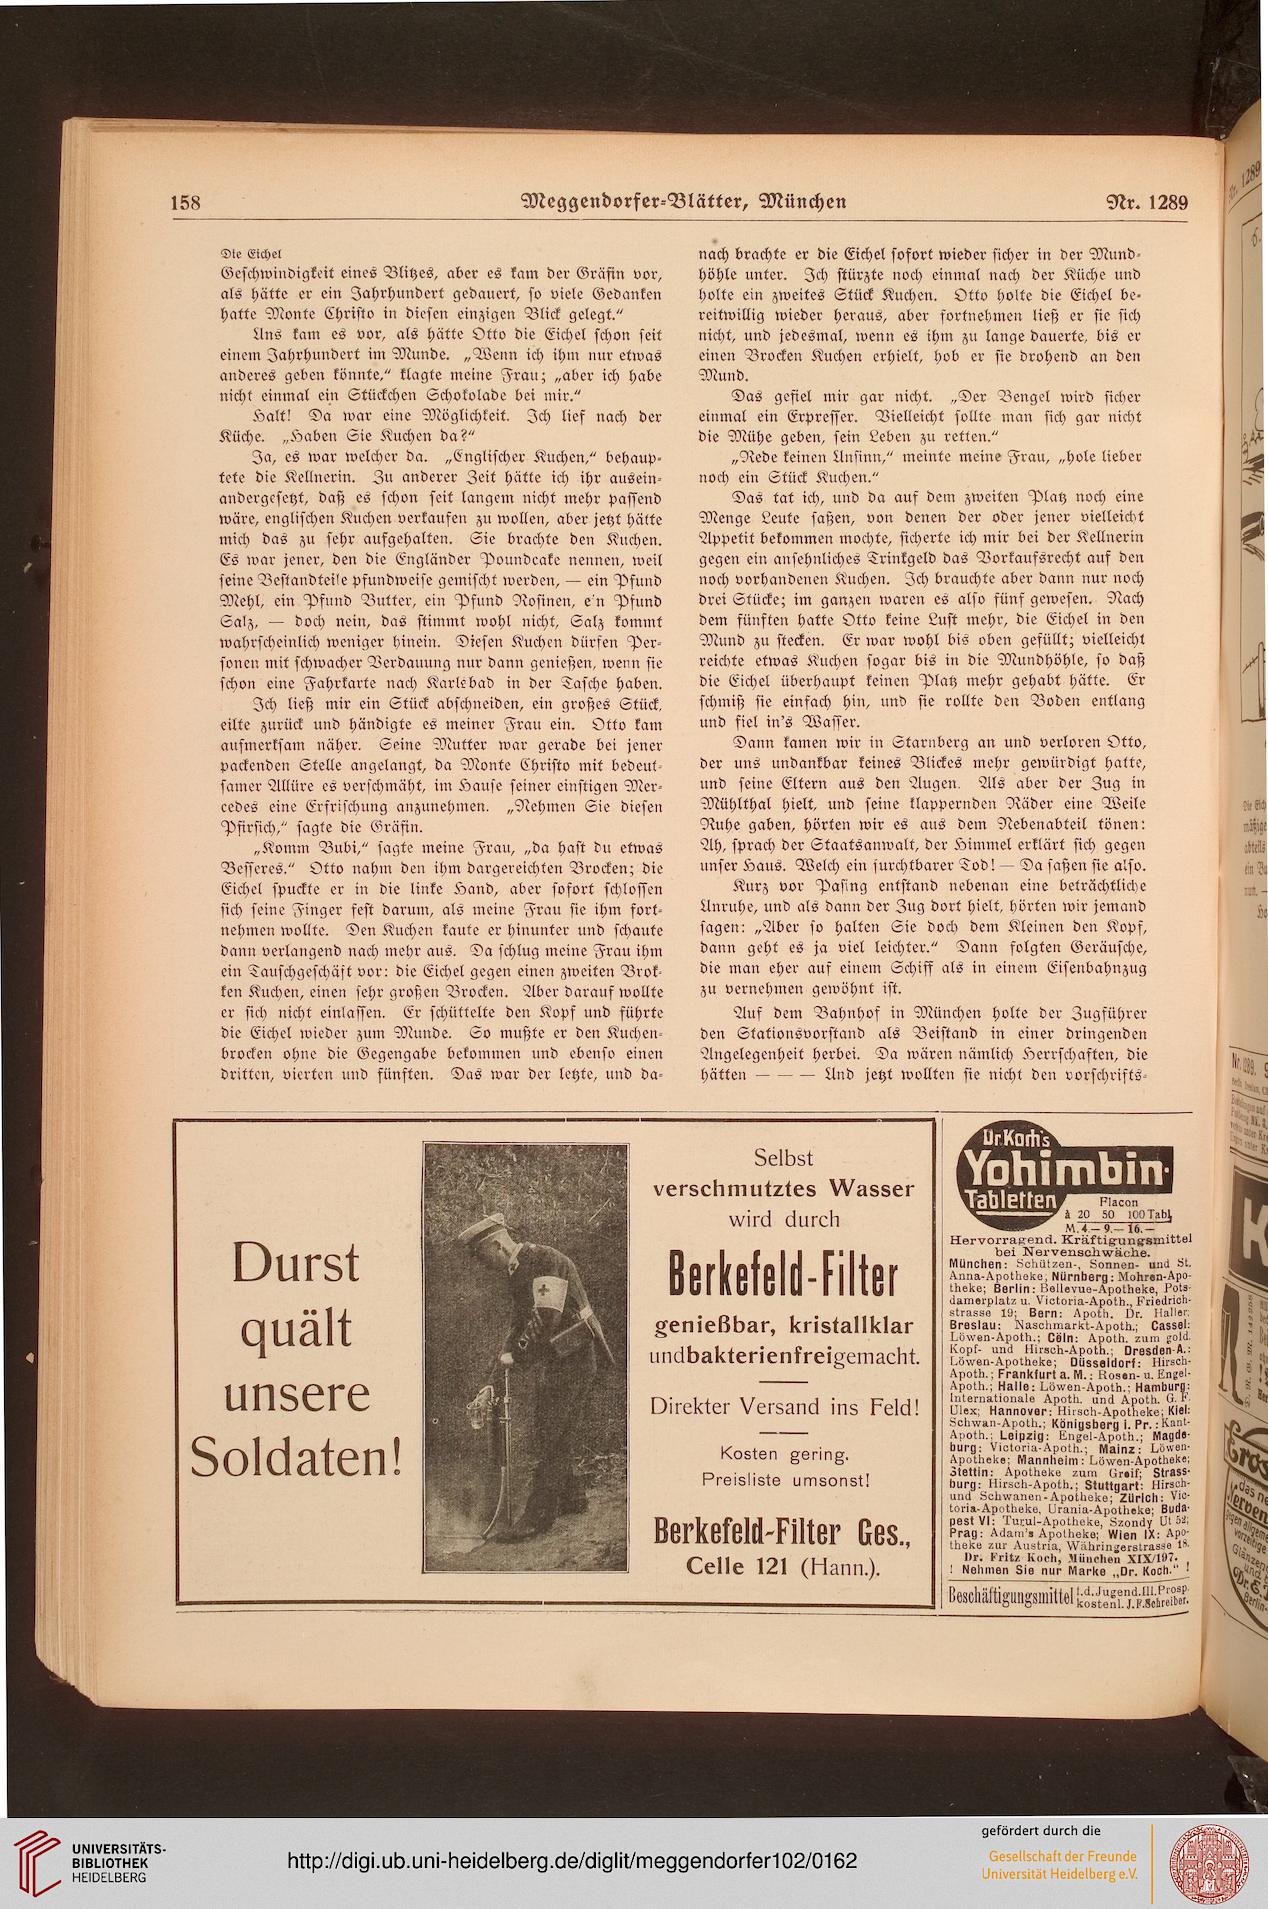 158
Meggendorfer-Blätter, München
Nr. 1289
Die Eichel
Geschwindigkeit eines Blitzes, aber es kam der Gräfin vor,
als hätte er ein Jahrhundert gedauert, so viele Gedanken
hatte Monte Christo in diesen einzigen Blick gelegt.“
Uns kam es vor, als hätte Otto die Eichel schon seit
einem Jahrhundert im Munde. „Wenn ich ihm nur etwas
anderes geben könnte,“ klagte meine Frau; „aber ich habe
nicht einmal ein Stückchen Schokolade bei mir.“
Halt! Da war eine Möglichkeit. Ich lief nach der
Küche. „Haben Sie Kuchen da?“
Ja, es war welcher da. „Englischer Kuchen,“ behaup-
tete die Kellnerin. Zu anderer Zeit hätte ich ihr ausein-
andergesetzt, daß es schon seit langem nicht mehr passend
wäre, englischen Kuchen verkaufen zu wollen, aber jetzt hätte
mich das zu sehr aufgehalten. Sie brachte den Kuchen.
Es war jener, den die Engländer Poundcake nennen, weil
seine Bestandteile pfundweise gemischt werden, — ein Pfund
Mehl, ein Pfund Butter, ein Pfund Rosinen, e'n Pfund
Salz, — doch nein, das stimmt wohl nicht, Salz kommt
wahrscheinlich weniger hinein. Diesen Kuchen dürfen Per-
sonen mit schwacher Verdauung nur dann genießen, wenn sie
schon eine Fahrkarte nach Karlsbad in der Tasche haben.
Ich ließ mir ein Stück abschneiden, ein großes Stück,
eilte zurück und händigte es meiner Frau ein. Otto kam
aufmerksam näher. Seine Mutter war gerade bei jener
packenden Stelle angelangt, da Monte Christo mit bedeut-
samer Allüre es verschmäht, im Hause seiner einstigen Mer-
cedes eine Erfrischung anzunehmen. „Nehmen Sie diesen
Pfirsich,“ sagte die Gräfin.
„Komm Bubi,“ sagte meine Frau, „da hast du etwas
Besseres.“ Otto nahm den ihm dargereichten Brocken; die
Eichel spuckte er in die linke Hand, aber sofort schlossen
sich seine Finger fest darum, als meine Frau sie ihm fort-
nehmen wollte. Den Kuchen kaute er hinunter und schaute
dann verlangend nach mehr aus. Da schlug meine Frau ihm
ein Tauschgeschäft vor: die Eichel gegen einen zweiten Brok-
ken Kuchen, einen sehr großen Brocken. Aber darauf wollte
er sich nicht einlassen. Er schüttelte den Kopf und führte
die Eichel wieder zum Munde. So mußte er den Kuchen-
brocken ohne die Gegengabe bekommen und ebenso einen
dritten, vierten und fünften. Das war der letzte, und da-
nach brachte er die Eichel sofort wieder sicher in der Mund-
höhle unter. Ich stürzte noch einmal nach der Küche und
holte ein zweites Stück Kuchen. Otto holte die Eichel be-
reitwillig wieder heraus, aber fortnehmen ließ er sie sich
nicht, und jedesmal, wenn es ihm zu lange dauerte, bis er
einen Brocken Kuchen erhielt, hob er sie drohend an den
Mund.
Das gefiel mir gar nicht. „Der Bengel wird sicher
einmal ein Erpresser. Vielleicht sollte man sich gar nicht
die Mühe geben, sein Leben zu retten.“
„Rede keinen Unsinn,“ meinte meine Frau, „hole lieber
noch ein Stück Kuchen.“
Das tat ich, und da auf dem zweiten Platz noch eine
Menge Leute saßen, von denen der oder jener vielleicht
Appetit bekommen mochte, sicherte ich mir bei der Kellnerin
gegen ein ansehnliches Trinkgeld das Vorkaufsrecht auf den
noch vorhandenen Kuchen. Ich brauchte aber dann nur noch
drei Stücke; im ganzen waren es also fünf gewesen. Nach
dem fünften hatte Otto keine Lust mehr, die Eichel in den
Mund zu stecken. Er war wohl bis oben gefüllt; vielleicht
reichte etwas Kuchen sogar bis in die Mundhöhle, so daß
die Eichel überhaupt keinen Platz mehr gehabt hätte. Er
schmiß sie einfach hin, und sie rollte den Boden entlang
und fiel in's Wasser.
Dann kamen wir in Starnberg an und verloren Otto,
der uns undankbar keines Blickes mehr gewürdigt hatte,
und seine Eltern aus den Augen. Als aber der Zug in
Mühlthal hielt, und seine klappernden Räder eine Weile
Ruhe gaben, hörten wir es aus dem Nebenabteil tönen:
Ah, sprach der Staatsanwalt, der Himmel erklärt sich gegen
unser Haus. Welch ein furchtbarer Tod! — Da saßen sie also.
Kurz vor Pasing entstand nebenan eine beträchtliche
Unruhe, und als dann der Zug dort hielt, hörten wir jemand
sagen: „Aber so halten Sie doch dem Kleinen den Kopf,
dann geht es ja viel leichter.“ Dann folgten Geräusche,
die man eher auf einem Schiff als in einem Eisenbahnzug
zu vernehmen gewöhnt ist.
Auf dem Bahnhof in München holte der Zugführer
den Stationsvorstand als Beistand in einer dringenden
Angelegenheit herbei. Da wären nämlich Herrschaften, die
hätten — — — Und jetzt wollten sie nicht den vorschrifts-
Durst
quält
unsere
Soldaten!
Selbst
verschmutztes Wasser
wird durch
Berkefeld-Filter
genießbar, kristallklar
und bakterienfrei gemacht.
Direkter Versand ins Feld!
Kosten gering.
Preisliste umsonst!
Berkefeld-Filter Ges.,
Celle 121 (Hann.).
Dr Koch's
Yohimbin-
Tabletten
Flacon
à 20 50 100 Tabl.
M. 4.— 9.— 16.—
Hervorragend. Kräftigungsmittel
bei Nervenschwäche.
München: Schützen-, Sonnen- und St.
Anna-Apotheke; Nürnberg: Mohren-Apo-
theke; Berlin: Bellevue-Apotheke, Pots-
damerplatz u. Victoria-Apoth., Friedrich-
strasse 19; Bern: Apoth. Dr. Haller;
Breslau: Naschmarkt-Apoth.; Cassel:
Löwen-Apoth.; Cöln: Apoth. zum gold.
Kopf- und Hirsch-Apoth.; Dresden-A.:
Löwen-Apotheke; Düsseldorf: Hirsch-
Apoth.; Frankfurt a. M.: Rosen- u. Engel-
Apoth.; Halle: Löwen-Apoth.; Hamburg:
Internationale Apoth. und Apoth. G. F.
Ulex; Hannover: Hirsch-Apotheke; Kiel:
Schwan-Apoth.; Königsberg i. Pr.: Kant-
Apoth.; Leipzig: Engel-Apoth.; Magde-
burg: Victoria-Apoth.; Mainz: Löwen-
Apotheke; Mannheim: Löwen-Apotheke;
Stettin: Apotheke zum Greif; Strass-
burg: Hirsch-Apoth.; Stuttgart: Hirsch-
und Schwanen-Apotheke; Zürich: Vic-
toria-Apotheke, Urania-Apotheke; Buda-
pest VI: Turul-Apotheke, Szondy Ut 52;
Prag: Adam's Apotheke; Wien IX: Apo-
theke zur Austria, Währingerstrasse 18.
Dr. Fritz Koch, München XIX/197.
! Nehmen Sie nur Marke „Dr. Koch.“ !
Beschäftigungsmittel f.d.Jugend.Ill.Prosp.
kostenl. J.F.Schreiber.
UNIVERSITÄTS-
BIBLIOTHEK
HEIDELBERG
http://digi.ub.uni-heidelberg.de/diglit/meggendorfer102/0162
gefördert durch die
Gesellschaft der Freunde
Universität Heidelberg e.V.